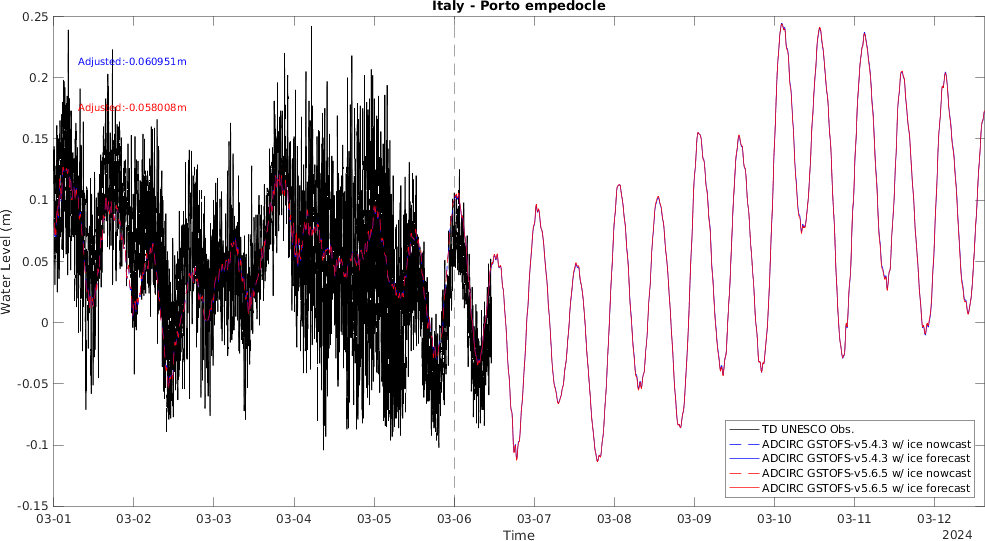 Italy - Porto empedocle
Adjusted:-0.060951m
Adjusted:-0.058008m
Water Level (m)
0.25
0.2
0.15
0.1
0.05
0
-0.05
-0.1
-0.15
TD UNESCO Obs.
ADCIRC GSTOFS-v5.4.3 w/ ice nowcast
ADCIRC GSTOFS-v5.4.3 w/ ice forecast
ADCIRC GSTOFS-v5.6.5 w/ ice nowcast
ADCIRC GSTOFS-v5.6.5 w/ ice forecast
03-01 03-02 03-03 03-04 03-05 03-06 03-07 03-08 03-09 03-10 03-11 03-12
Time
2024